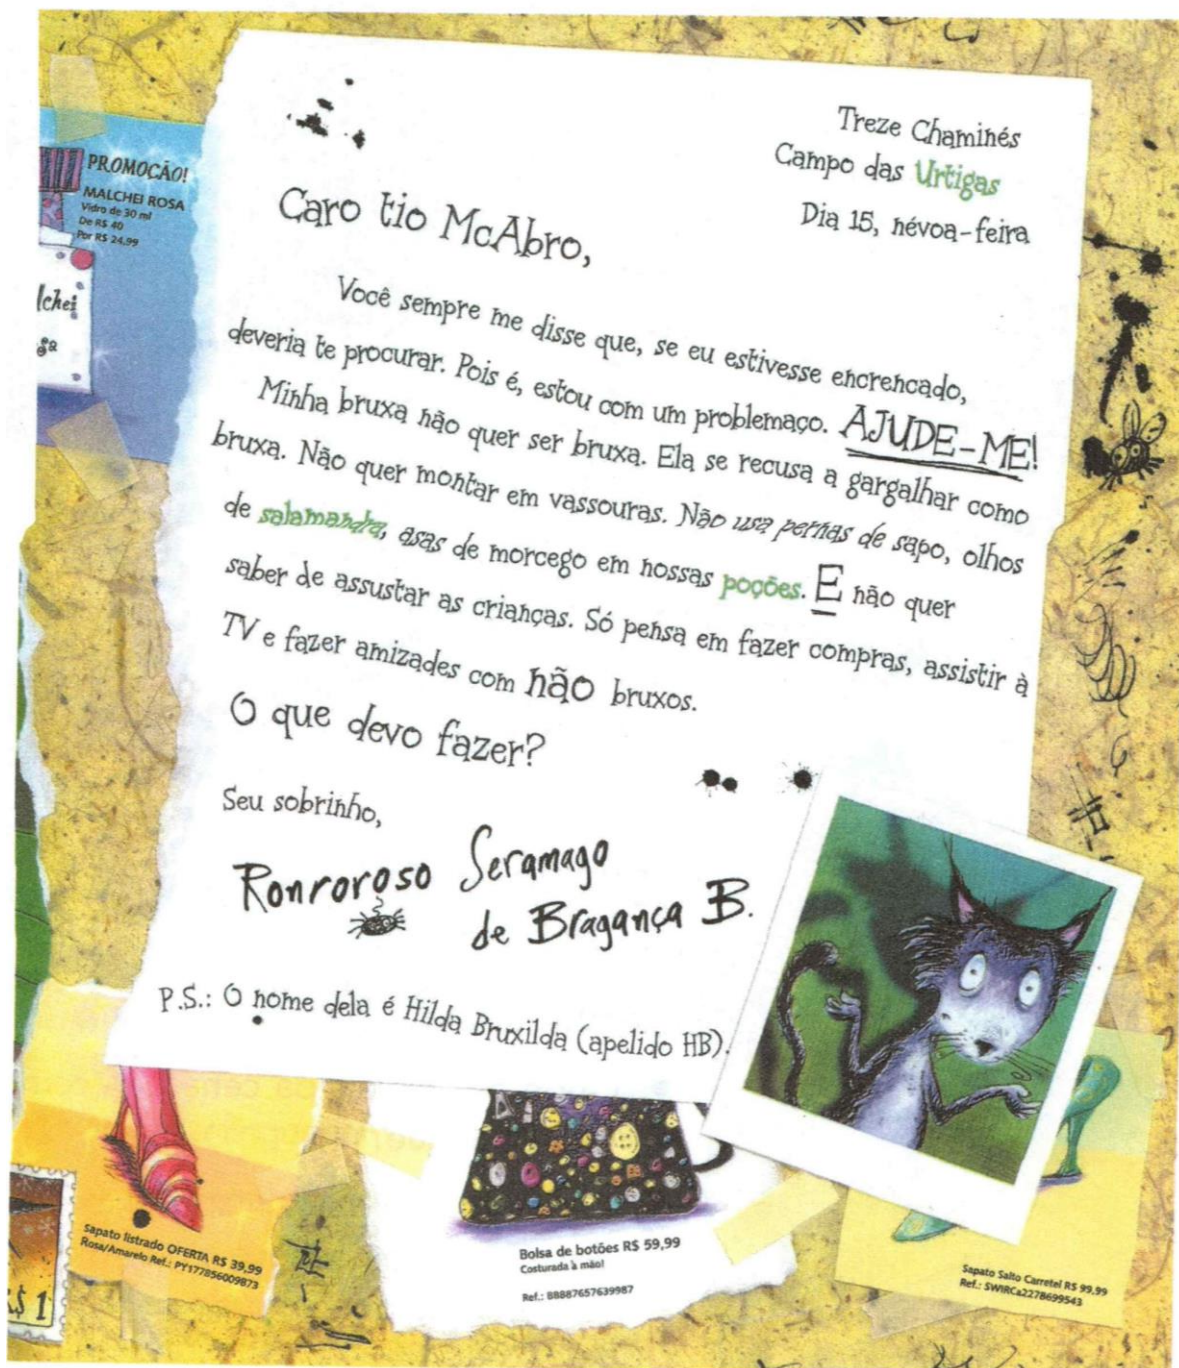 PROMOÇÃO!
MALCHEI ROSA
Vidro de 30 ml
De R$ 40
Por R$ 24,99
lchei
Treze Chaminés
Campo das Urtigas
Dia 15, névoa-feira
Caro tio McAbro,
Você sempre me disse que, se eu estivesse encrencado,
deveria te procurar. Pois é, estou com um problemaço. AJUDE-ME!
Minha bruxa não quer ser bruxa. Ela se recusa a gargalhar como
bruxa. Não quer montar em vassouras. Não usa pernas de sapo, olhos
de salamandra, asas de morcego em nossas poções. E não quer
saber de assustar as crianças. Só pensa em fazer compras, assistir à
TV e fazer amizades com não bruxos.
O que devo fazer?
Seu sobrinho,
Ronroroso Seramago
de Bragança B.
P.S.: O nome dela é Hilda Bruxilda (apelido HB).
Sapato listrado OFERTA R$ 39,99
Rosa/Amarelo Ref.: PY177856009873
$ 1
Bolsa de botões R$ 59,99
Costurada à mão!
Ref.: BBB87657639987
Sapato Salto Carretel R$ 99,99
Ref.: SWIRCa2278699543